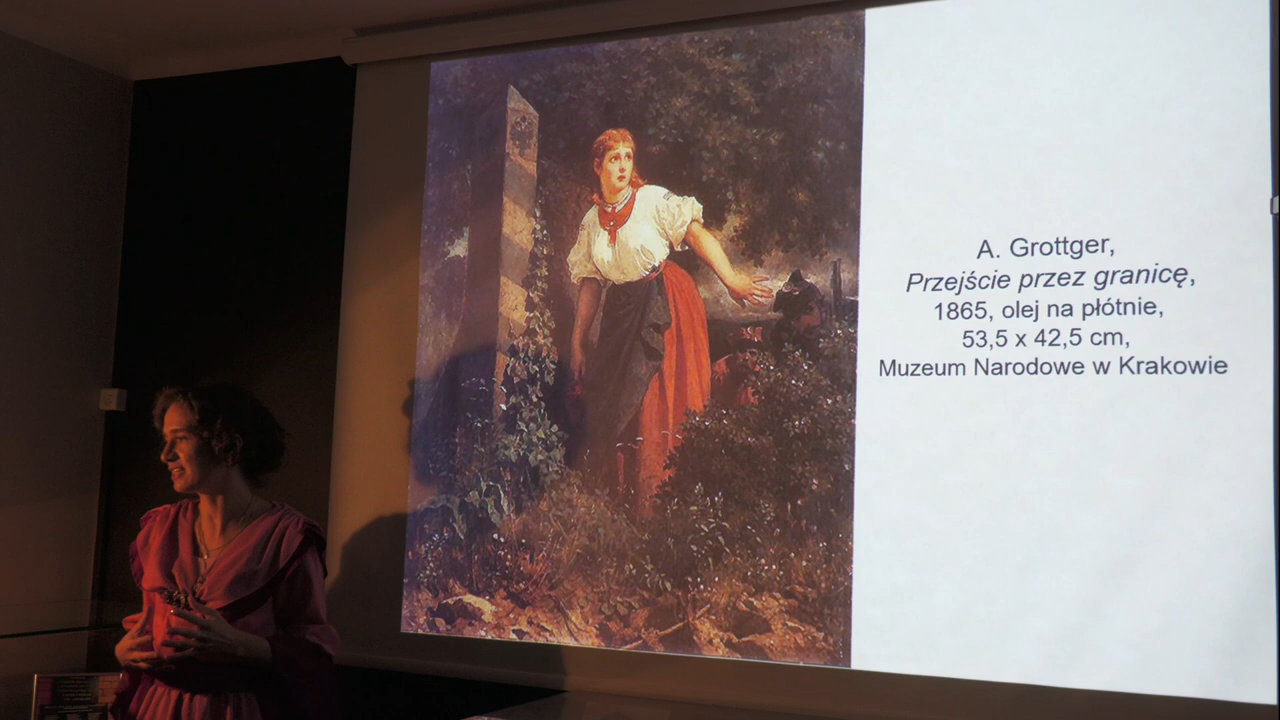 A. Grottger,
Przejście przez granicę,
1865, olej na płótnie,
53,5 x 42,5 cm,
Muzeum Narodowe w Krakowie